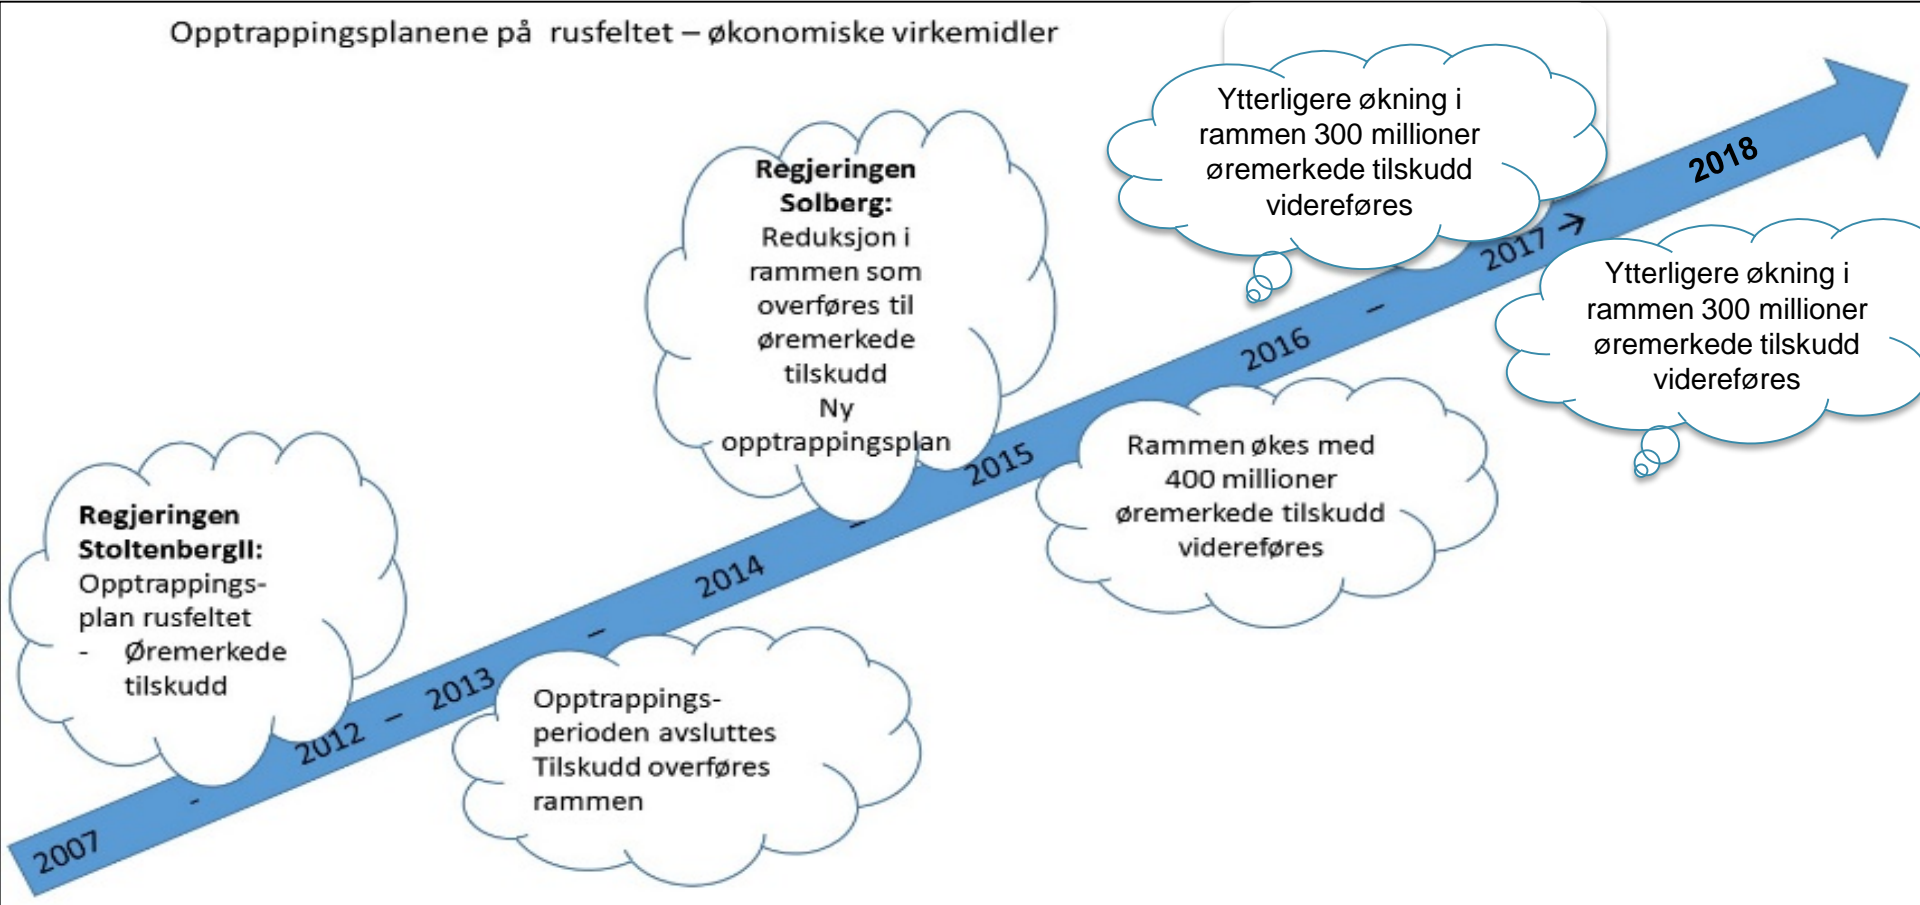 Opptrappingsplanene på rusfeltet – økonomiske virkemidler
Regjeringen
StoltenbergII:
Opptrappings-
plan rusfeltet
- Øremerkede
tilskudd
Opptrappings-
perioden avsluttes
Tilskudd overføres
rammen
Regjeringen
Solberg:
Reduksjon i
rammen som
overføres til
øremerkede
tilskudd
Ny
opptrappingsplan
Rammen økes med
400 millioner
øremerkede tilskudd
videreføres
Ytterligere økning i
rammen 300 millioner
øremerkede tilskudd
videreføres
Ytterligere økning i
rammen 300 millioner
øremerkede tilskudd
videreføres
2007 - 2012 – 2013 – 2014 – 2015 2016 – 2017 → 2018